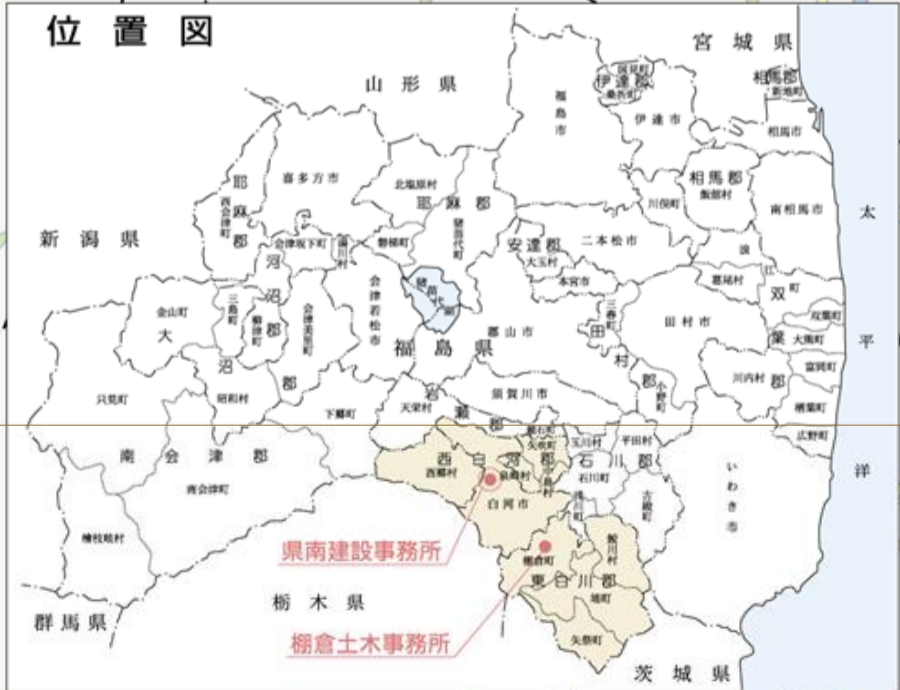 位置図
宮城県
山形県
相馬郡
新地町
国見町
伊達郡
桑折町
福島市
伊達市
相馬市
喜多方市
耶麻郡
西会津町
北塩原村
耶麻郡
猪苗代町
相馬郡
飯舘村
川俣町
南相馬市
太平洋
新潟県
会津坂下町
湯川村
磐梯町
安達郡
大玉村
二本松市
本宮市
浪江町
葛尾村
双葉郡
双葉町
大熊町
富岡町
楢葉町
広野町
川内村
河沼郡
金山町
三島町
柳津町
大沼郡
会津美里町
会津若松市
猪苗代湖
郡山市
三春町
田村郡
田村市
小野町
福島県
只見町
昭和村
下郷町
天栄村
岩瀬郡
須賀川市
鏡石町
矢吹町
玉川村
平田村
南会津郡
南会津町
西白河郡
西郷村
泉崎村
中島村
石川郡
石川町
白河市
浅川町
古殿町
いわき市
檜枝岐村
県南建設事務所
棚倉町
鮫川村
東白川郡
塙町
矢祭町
棚倉土木事務所
栃木県
群馬県
茨城県